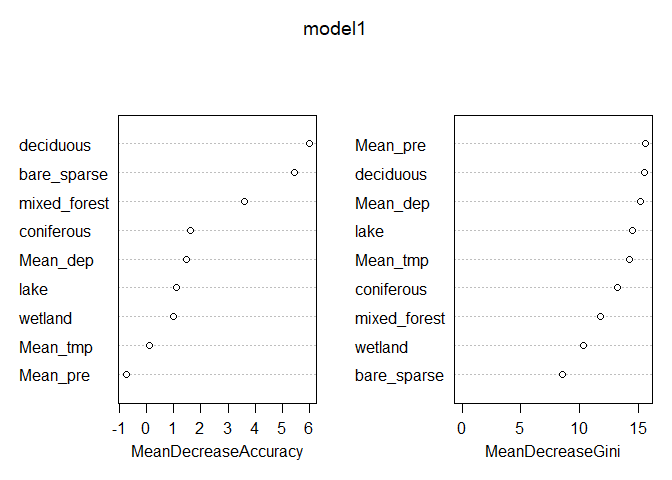 model1
deciduous
bare_sparse
mixed_forest
coniferous
Mean_dep
lake
wetland
Mean_tmp
Mean_pre
-1 0 1 2 3 4 5 6
MeanDecreaseAccuracy
Mean_pre
deciduous
Mean_dep
lake
Mean_tmp
coniferous
mixed_forest
wetland
bare_sparse
0 5 10 15
MeanDecreaseGini